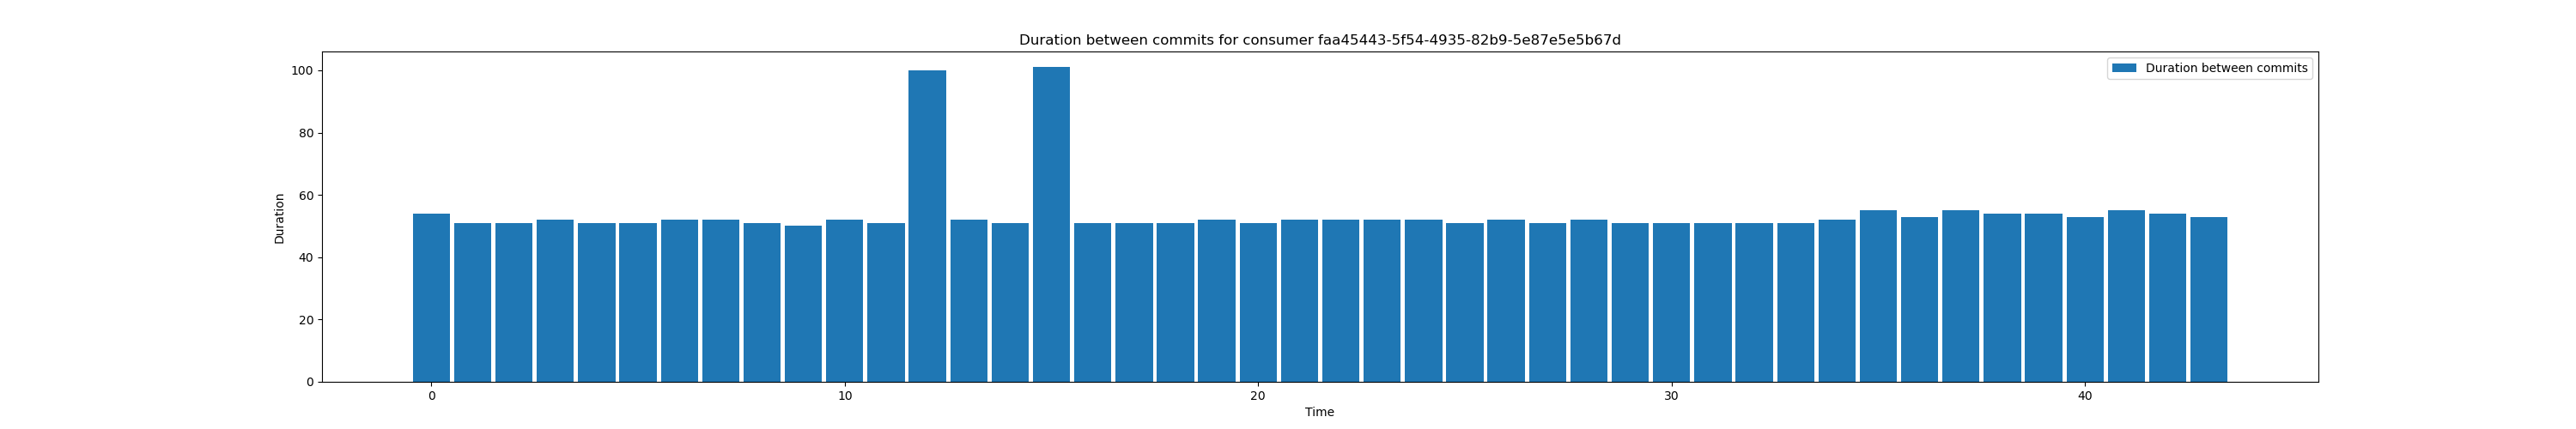 Duration between commits for consumer faa45443-5f54-4935-82b9-5e87e5e5b67d
Duration between commits
100
80
60
40
20
0
Duration
0 10 20 30 40
Time